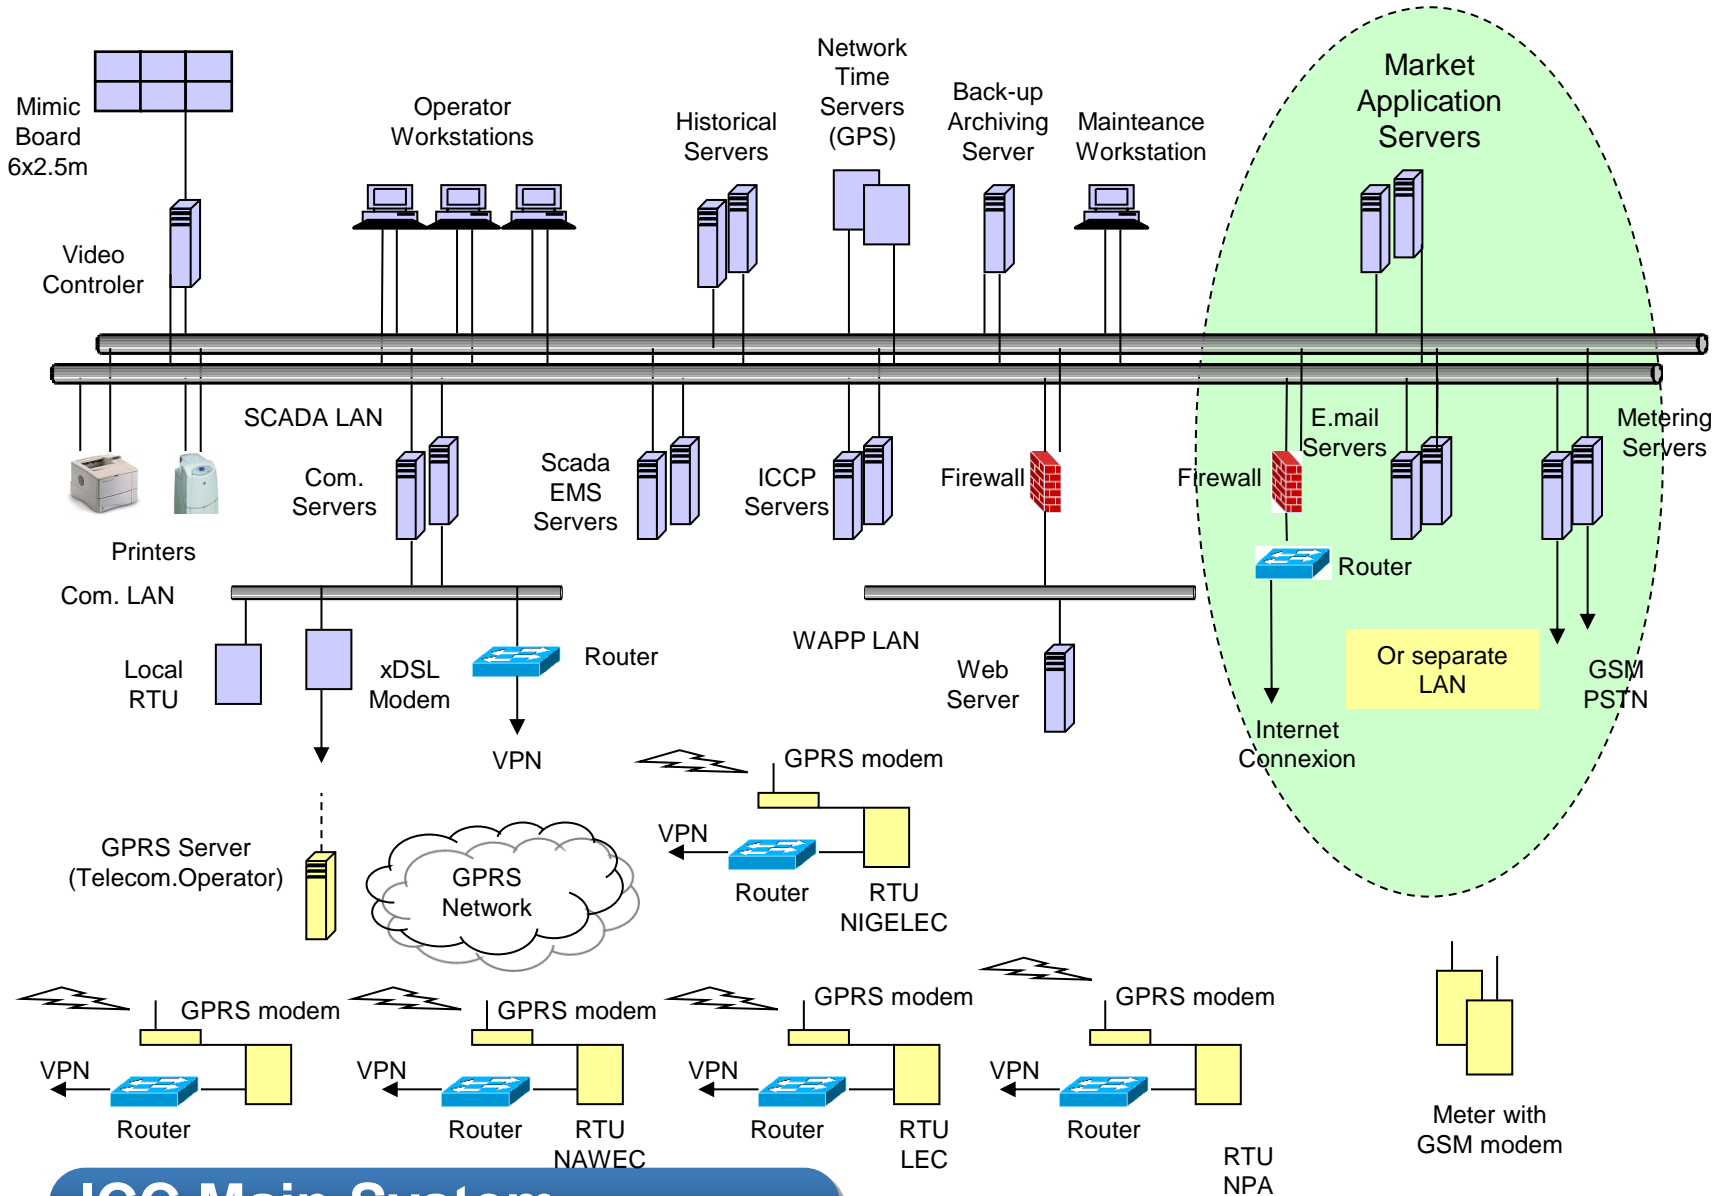 Mimic
Board
6x2.5m
Operator
Workstations
Historical
Servers
Network
Time
Servers
(GPS)
Back-up
Archiving
Server
Mainteance
Workstation
Market
Application
Servers
Video
Controler
SCADA LAN
Printers
Com.
Servers
Scada
EMS
Servers
ICCP
Servers
Firewall
Firewall
E.mail
Servers
Metering
Servers
Router
Com. LAN
Local
RTU
xDSL
Modem
Router
VPN
WAPP LAN
Web
Server
Or separate
LAN
GSM
PSTN
Internet
Connexion
GPRS Server
(Telecom.Operator)
GPRS
Network
GPRS modem
VPN
Router
RTU
NIGELEC
GPRS modem
VPN
Router
GPRS modem
VPN
Router
RTU
NAWEC
GPRS modem
VPN
Router
RTU
LEC
GPRS modem
VPN
Router
RTU
NPA
Meter with
GSM modem
ICC Main System